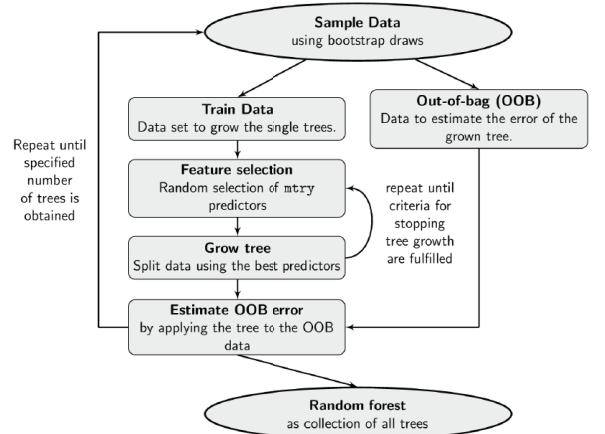 Sample Data
using bootstrap draws
Train Data
Data set to grow the single trees.
Out-of-bag (OOB)
Data to estimate the error of the
grown tree.
Repeat until
specified
number
of trees is
obtained
Feature selection
Random selection of mtry
predictors
repeat until
criteria for
stopping
tree growth
are fulfilled
Grow tree
Split data using the best predictors
Estimate OOB error
by applying the tree to the OOB
data
Random forest
as collection of all trees